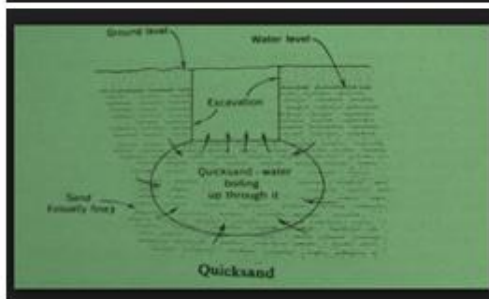 Ground level
Water level
Excavation
Quicksand - water
boiling
up through it
Sand
(usually fine)
Quicksand